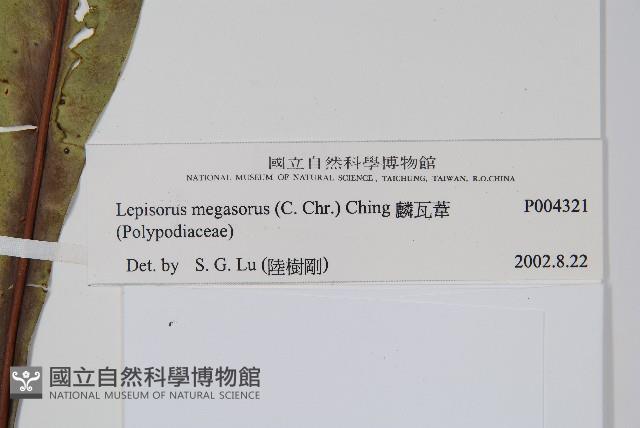 國立自然科學博物館
NATIONAL MUSEUM OF NATURAL SCIENCE, TAICHUNG, TAIWAN, R.O.CHINA
Lepisorus megasorus (C. Chr.) Ching 麟瓦葦 P004321
(Polypodiaceae)
Det. by S. G. Lu (陸樹剛) 2002.8.22
國立自然科學博物館
NATIONAL MUSEUM OF NATURAL SCIENCE